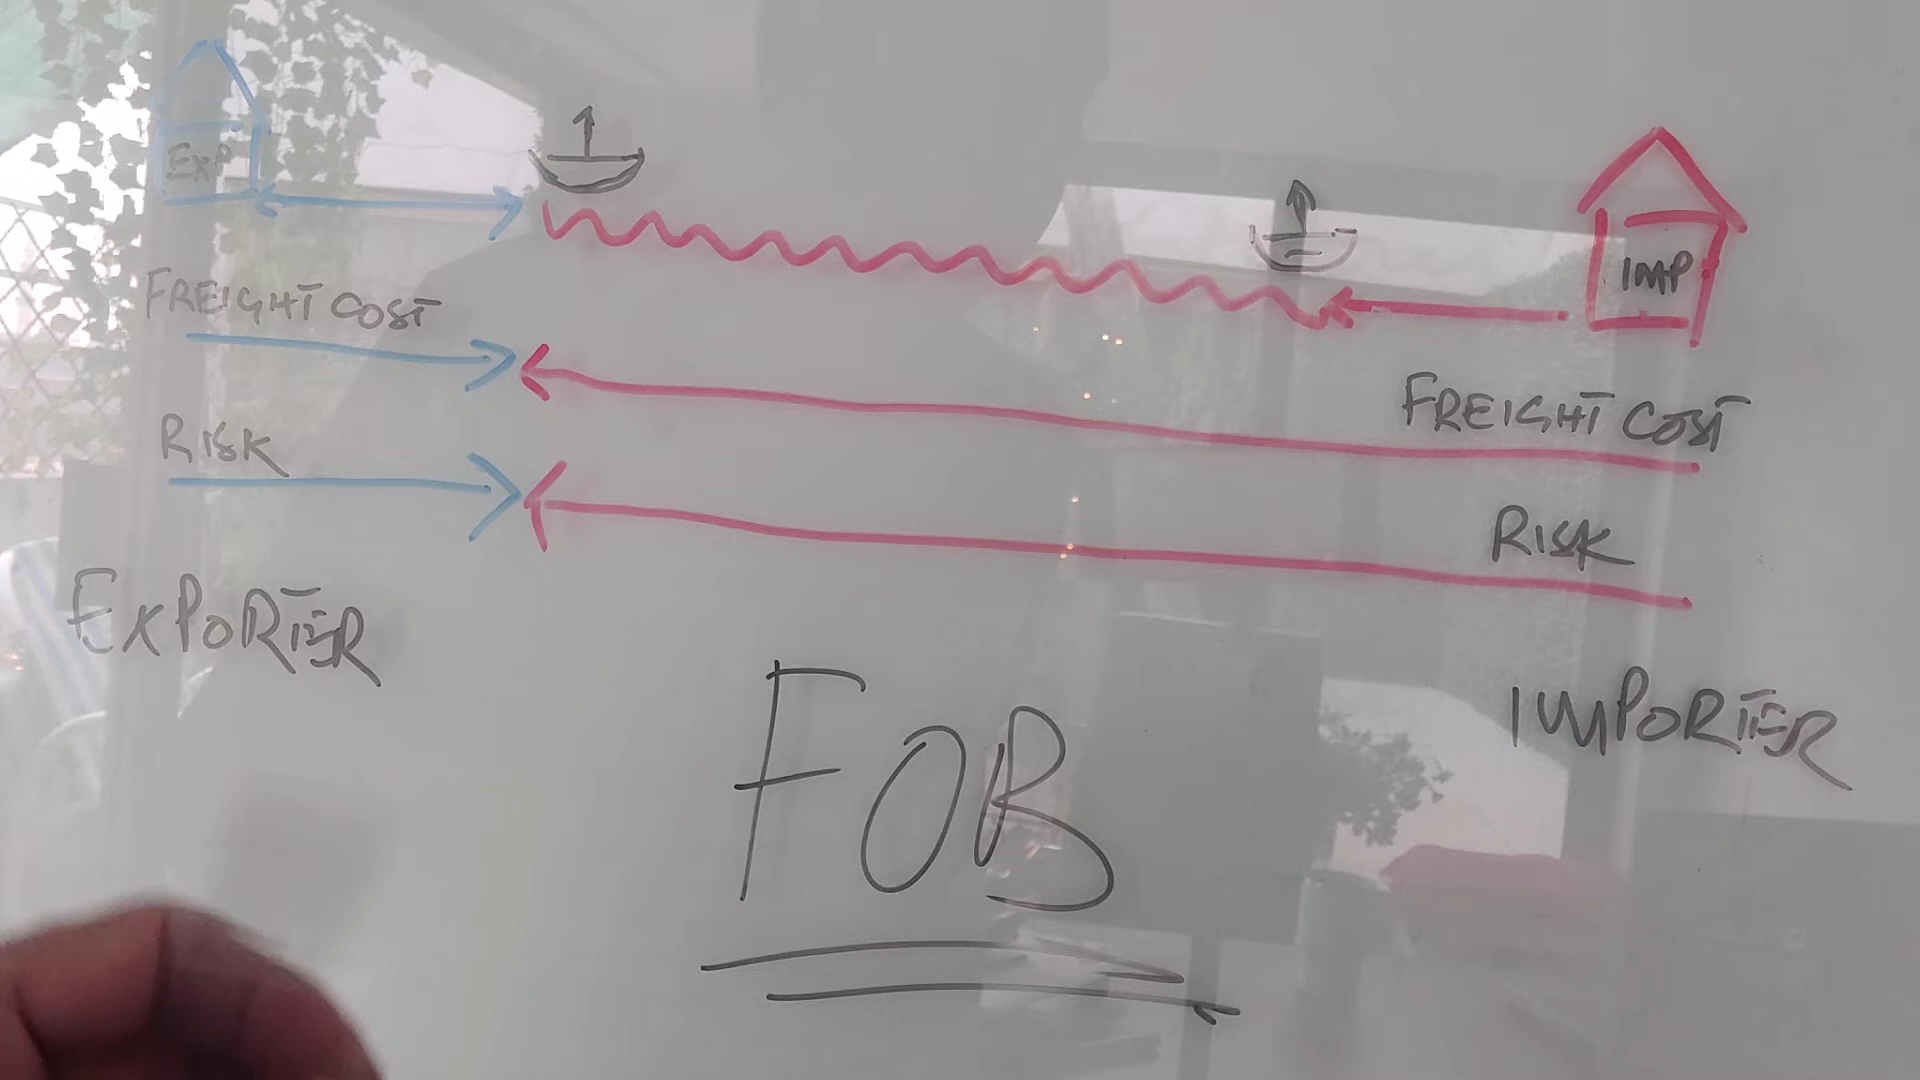 EXP
IMP
FREIGHT COST
FREIGHT COST
RISK
RISK
EXPORTER
IMPORTER
FOB